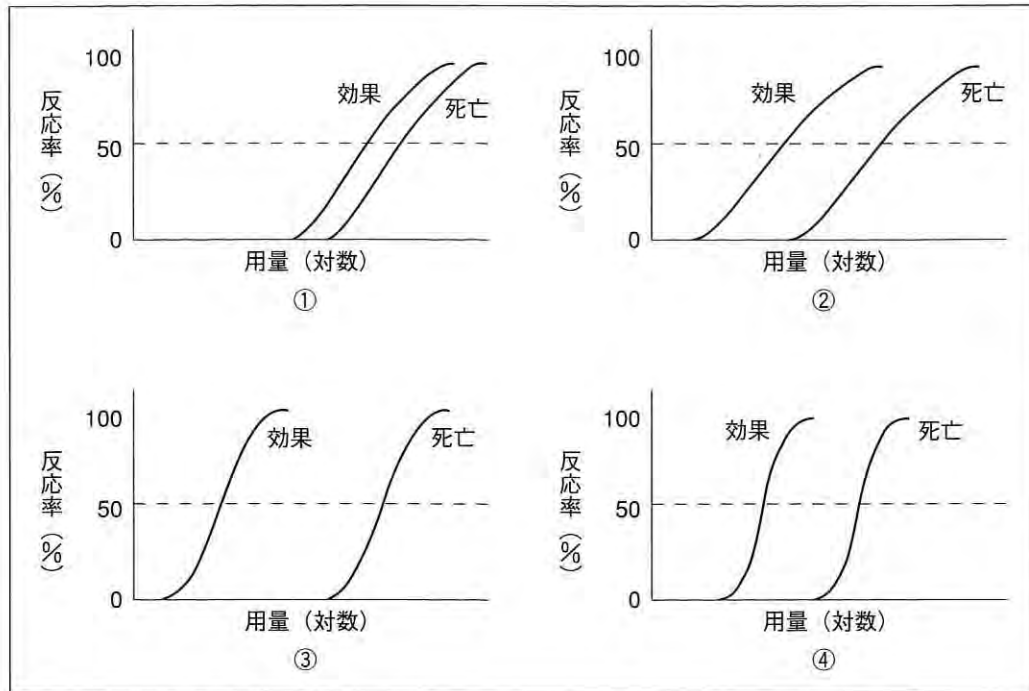 100
反応率(%)
50
0
効果
死亡
用量(対数)
①
100
反応率(%)
50
0
効果
死亡
用量(対数)
②
100
反応率(%)
50
0
効果
死亡
用量(対数)
③
100
反応率(%)
50
0
効果
死亡
用量(対数)
④